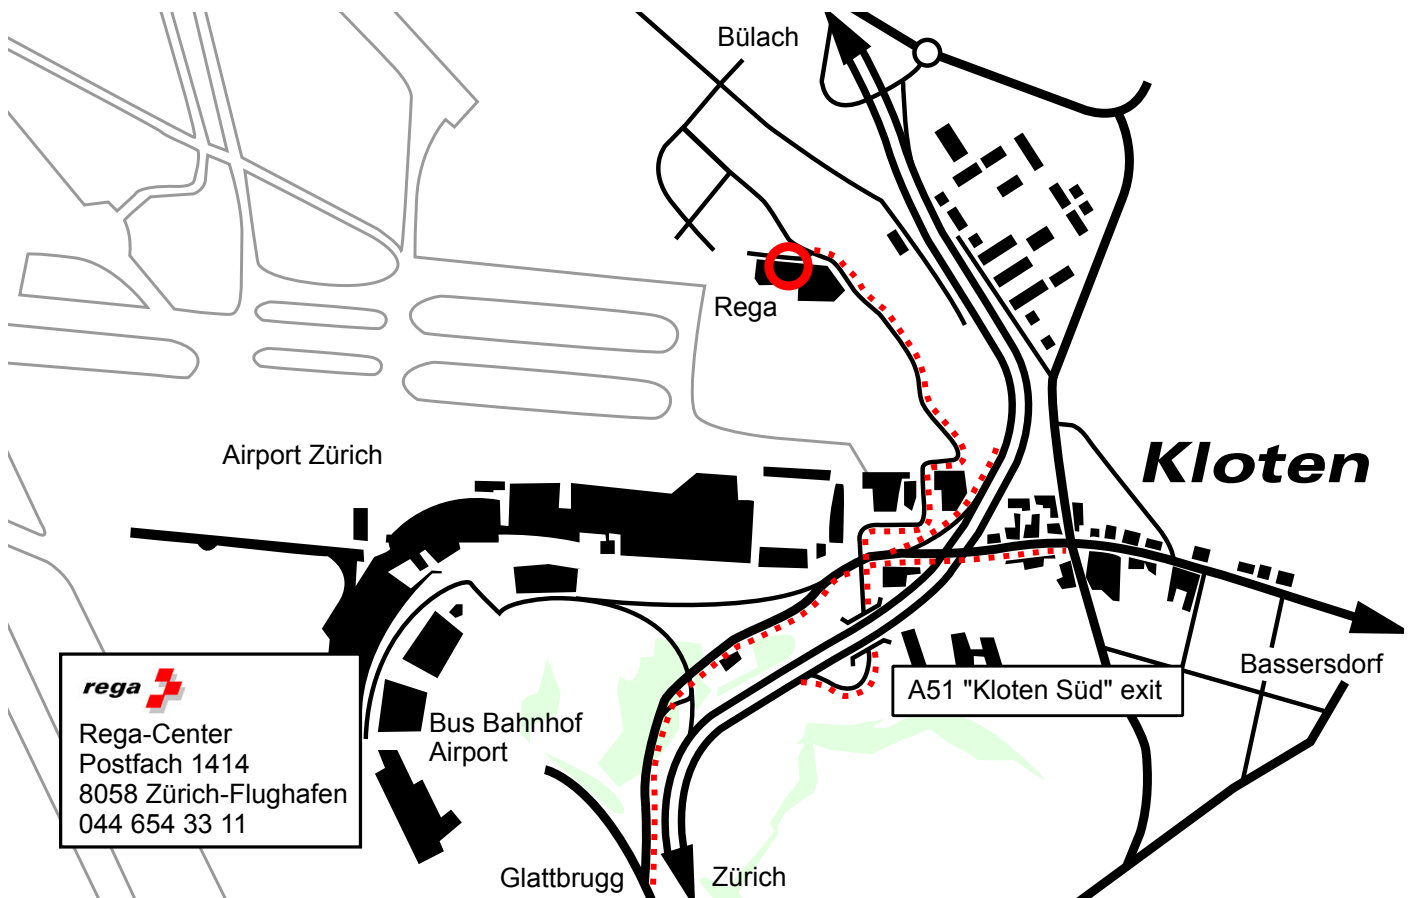 Bülach
Rega
Airport Zürich
Kloten
Bassersdorf
A51 "Kloten Süd" exit
rega
Rega-Center
Postfach 1414
8058 Zürich-Flughafen
044 654 33 11
Bus Bahnhof
Airport
Glattbrugg
Zürich